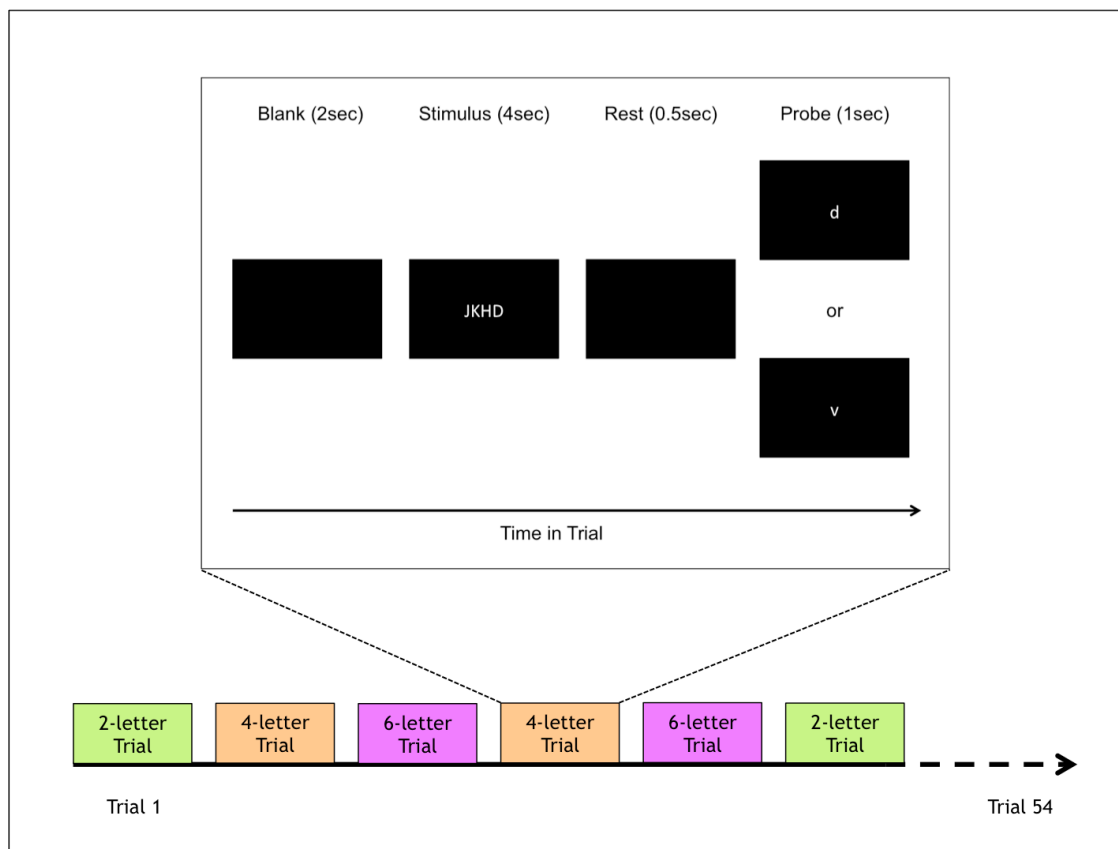 Blank (2sec) Stimulus (4sec) Rest (0.5sec) Probe (1sec)
d
JKHD
or
v
Time in Trial
2-letter Trial
4-letter Trial
6-letter Trial
4-letter Trial
6-letter Trial
2-letter Trial
Trial 1
Trial 54